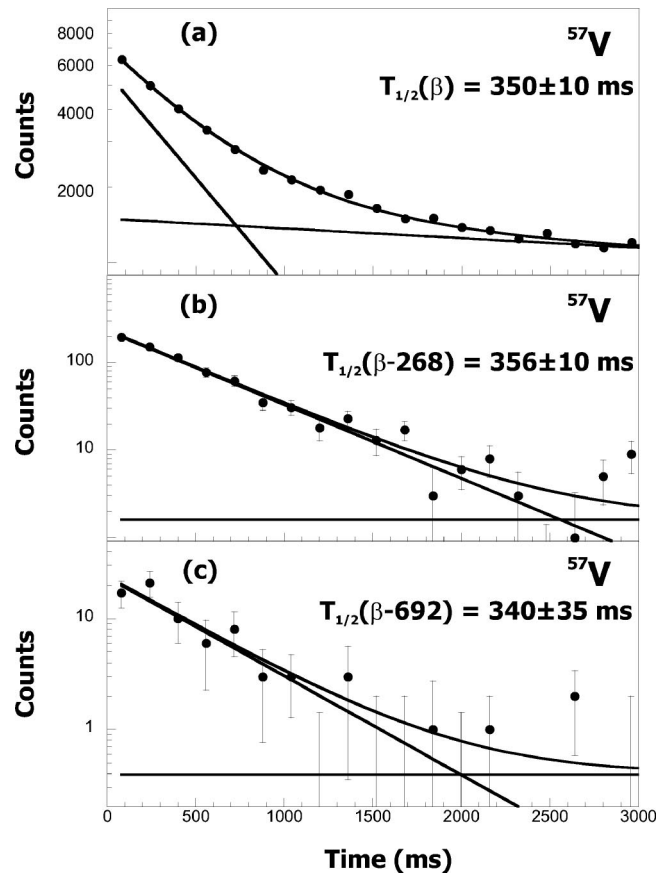 (a)
⁵⁷V
T₁/₂(β) = 350±10 ms
Counts
8000
6000
4000
2000
(b)
⁵⁷V
T₁/₂(β-268) = 356±10 ms
Counts
100
10
(c)
⁵⁷V
T₁/₂(β-692) = 340±35 ms
Counts
10
1
0 500 1000 1500 2000 2500 3000
Time (ms)